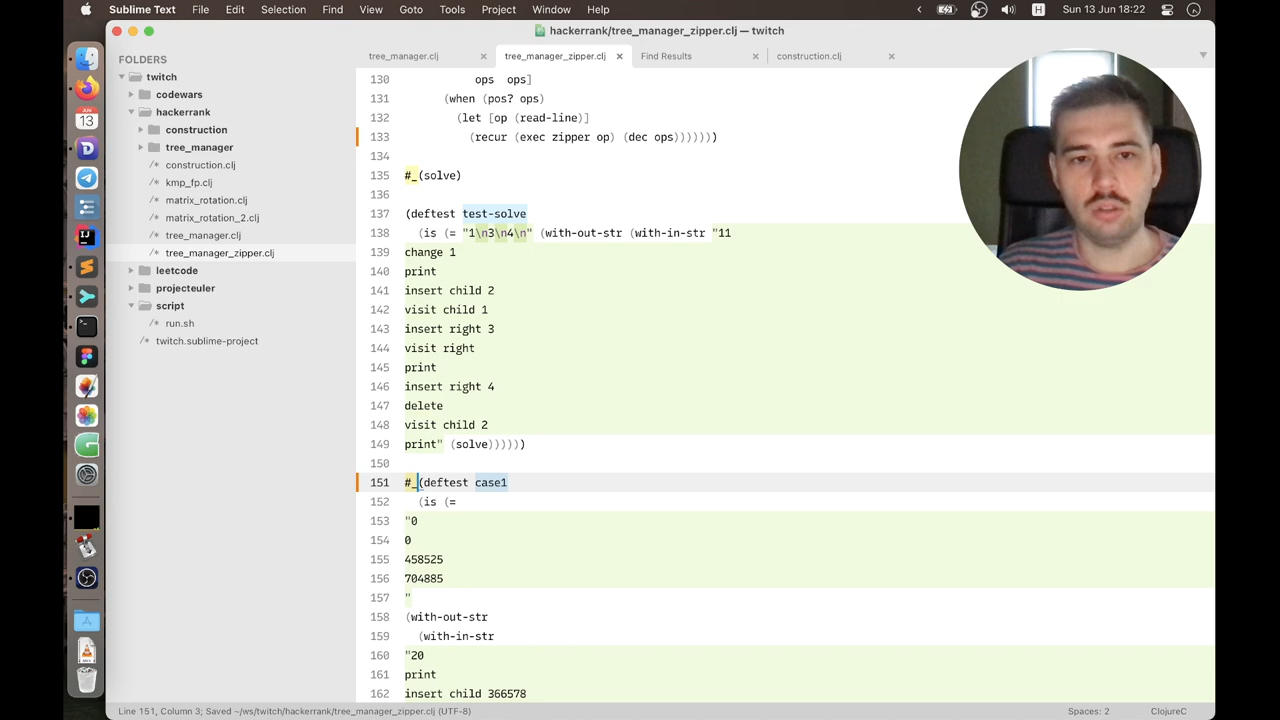 Sublime Text File Edit Selection Find View Goto Tools Project Window Help Sun 13 Jun 18:22
hackerrank/tree_manager_zipper.clj — twitch
FOLDERS
twitch
codewars
hackerrank
construction
tree_manager
construction.clj
kmp_fp.clj
matrix_rotation.clj
matrix_rotation_2.clj
tree_manager.clj
tree_manager_zipper.clj
leetcode
projecteuler
script
run.sh
twitch.sublime-project
tree_manager.clj tree_manager_zipper.clj Find Results construction.clj
130 ops ops]
131 (when (pos? ops)
132 (let [op (read-line)]
133 (recur (exec zipper op) (dec ops))))))
134
135 #_(solve)
136
137 (deftest test-solve
138 (is (= "1\n3\n4\n" (with-out-str (with-in-str "11
139 change 1
140 print
141 insert child 2
142 visit child 1
143 insert right 3
144 visit right
145 print
146 insert right 4
147 delete
148 visit child 2
149 print" (solve)))))
150
151 #_(deftest case1
152 (is (=
153 "0
154 0
155 458525
156 704885
157 "
158 (with-out-str
159 (with-in-str
160 "20
161 print
162 insert child 366578
Line 151, Column 3; Saved ~/ws/twitch/hackerrank/tree_manager_zipper.clj (UTF-8) Spaces: 2 ClojureC